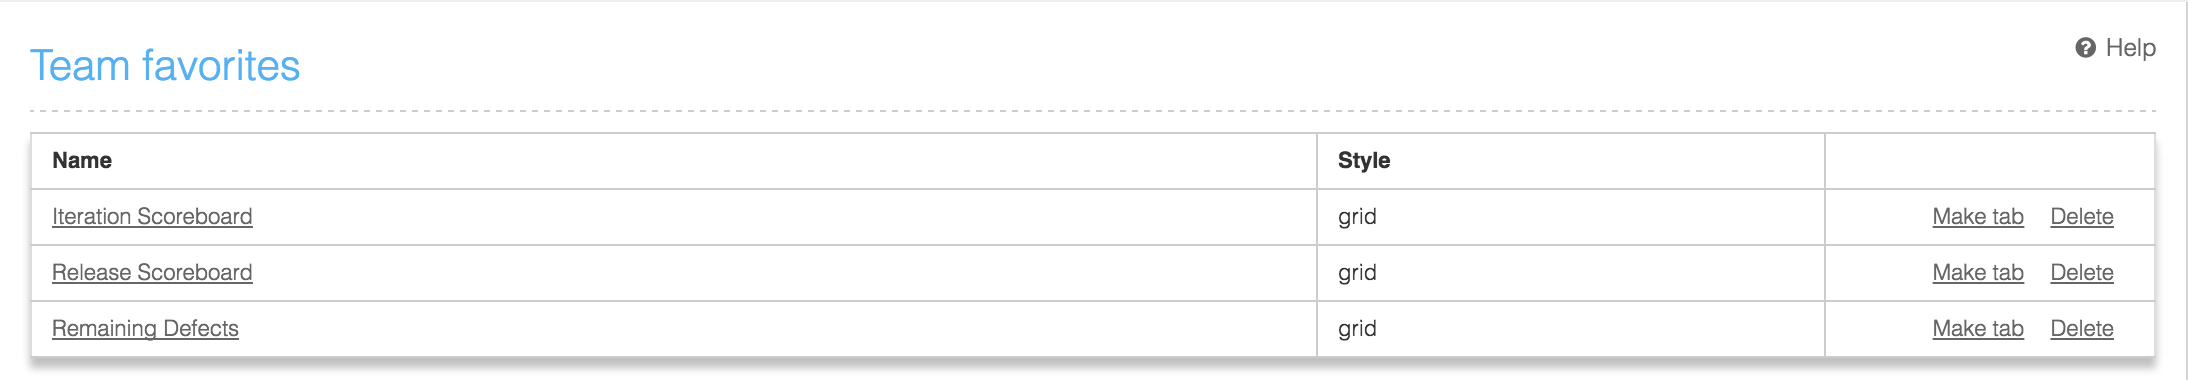 Team favorites
Help
Name Style
Iteration Scoreboard grid Make tab Delete
Release Scoreboard grid Make tab Delete
Remaining Defects grid Make tab Delete